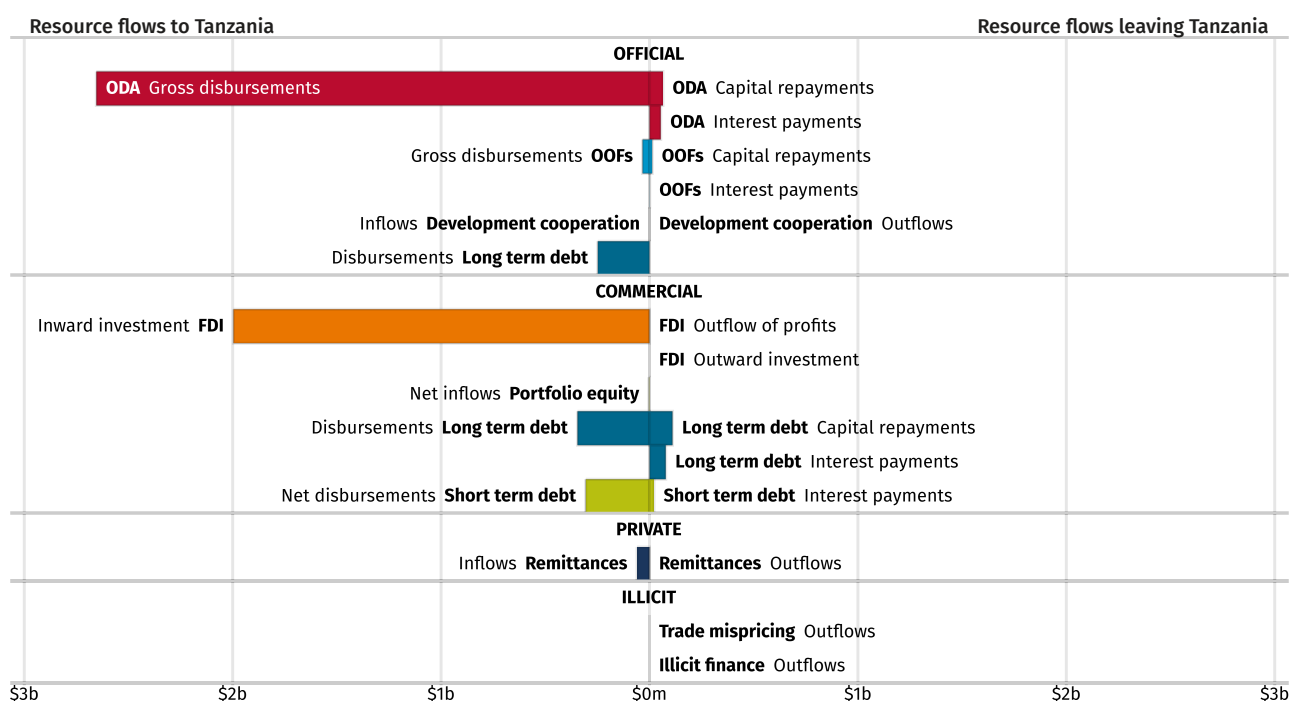 Resource flows to Tanzania Resource flows leaving Tanzania
OFFICIAL
ODA Gross disbursements ODA Capital repayments
ODA Interest payments
Gross disbursements OOFs OOFs Capital repayments
OOFs Interest payments
Inflows Development cooperation Development cooperation Outflows
Disbursements Long term debt
COMMERCIAL
Inward investment FDI FDI Outflow of profits
FDI Outward investment
Net inflows Portfolio equity
Disbursements Long term debt Long term debt Capital repayments
Long term debt Interest payments
Net disbursements Short term debt Short term debt Interest payments
PRIVATE
Inflows Remittances Remittances Outflows
ILLICIT
Trade mispricing Outflows
Illicit finance Outflows
$3b $2b $1b $0m $1b $2b $3b